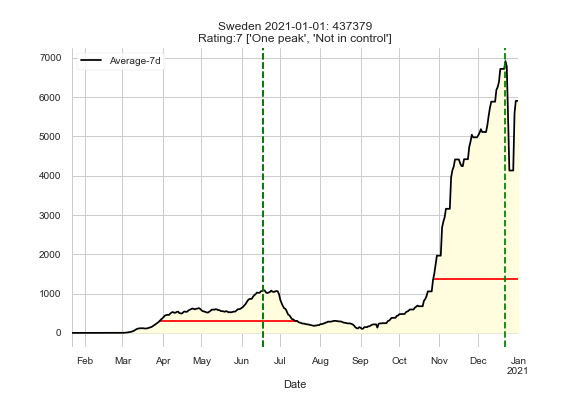 Sweden 2021-01-01: 437379
Rating:7 ['One peak', 'Not in control']
Average-7d
7000
6000
5000
4000
3000
2000
1000
0
Feb Mar Apr May Jun Jul Aug Sep Oct Nov Dec Jan
2021
Date